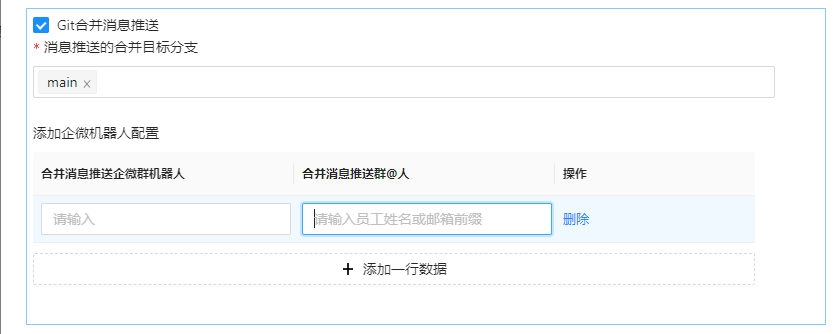 Git合并消息推送
* 消息推送的合并目标分支
main x
添加企微机器人配置
合并消息推送企微群机器人 合并消息推送群@人 操作
请输入 请输入员工姓名或邮箱前缀 删除
+ 添加一行数据